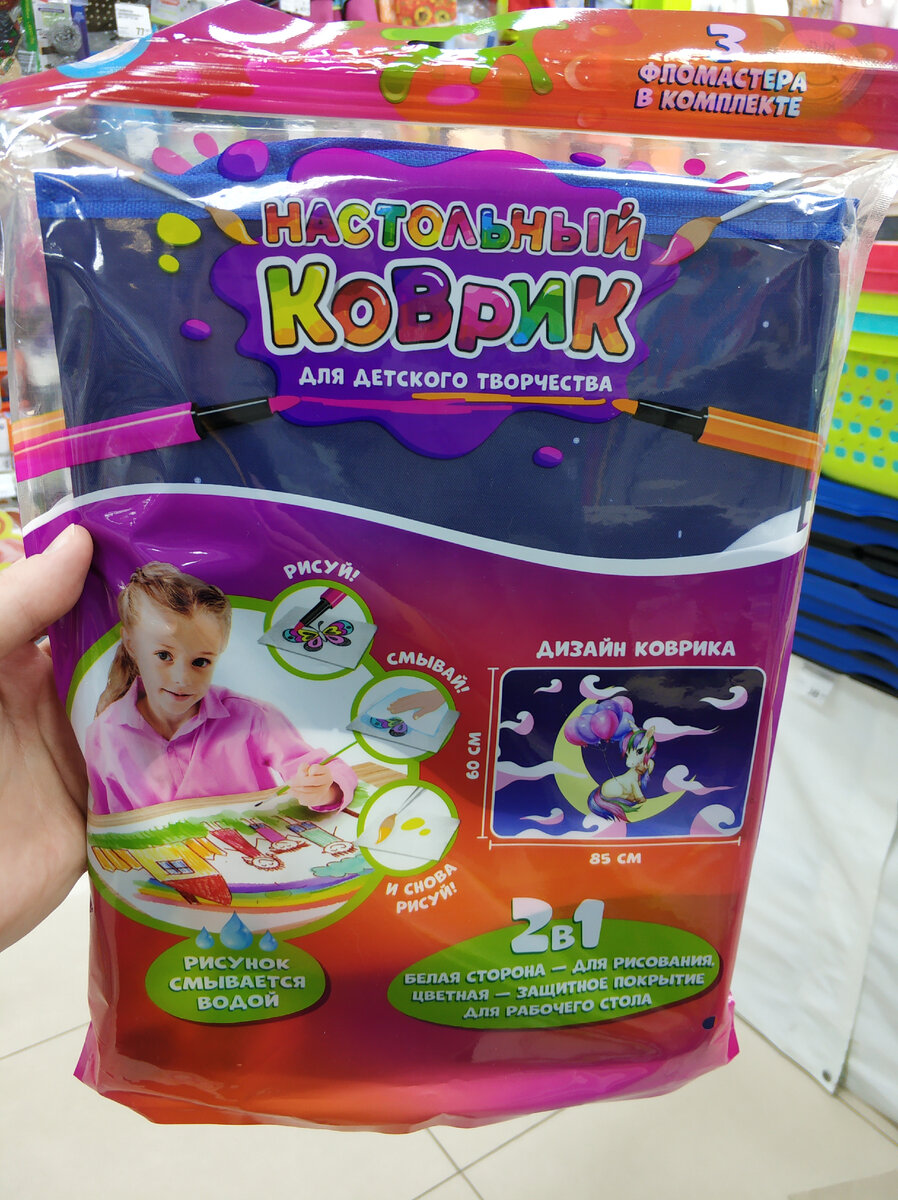 3
ФЛОМАСТЕРА
В КОМПЛЕКТЕ
НАСТОЛЬНЫЙ
КОВРИК
ДЛЯ ДЕТСКОГО ТВОРЧЕСТВА
РИСУЙ!
СМЫВАЙ!
И СНОВА
РИСУЙ!
ДИЗАЙН КОВРИКА
60 СМ
85 СМ
РИСУНОК
СМЫВАЕТСЯ
ВОДОЙ
2в1
БЕЛАЯ СТОРОНА — ДЛЯ РИСОВАНИЯ,
ЦВЕТНАЯ — ЗАЩИТНОЕ ПОКРЫТИЕ
ДЛЯ РАБОЧЕГО СТОЛА